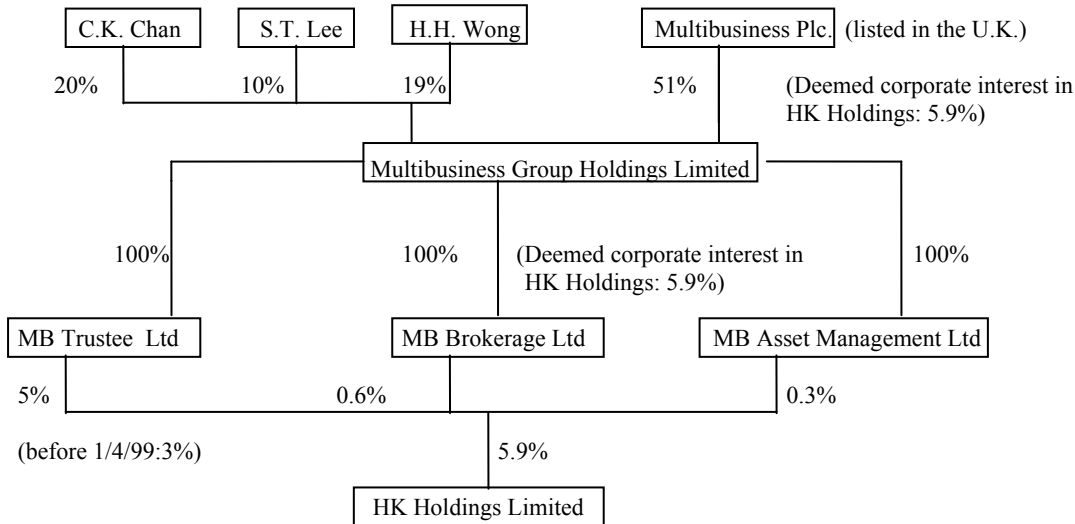 C.K. Chan
S.T. Lee
H.H. Wong
Multibusiness Plc.
(listed in the U.K.)
20%
10%
19%
51%
(Deemed corporate interest in
HK Holdings: 5.9%)
Multibusiness Group Holdings Limited
100%
100%
(Deemed corporate interest in
HK Holdings: 5.9%)
100%
MB Trustee Ltd
MB Brokerage Ltd
MB Asset Management Ltd
5%
0.6%
0.3%
(before 1/4/99:3%)
5.9%
HK Holdings Limited